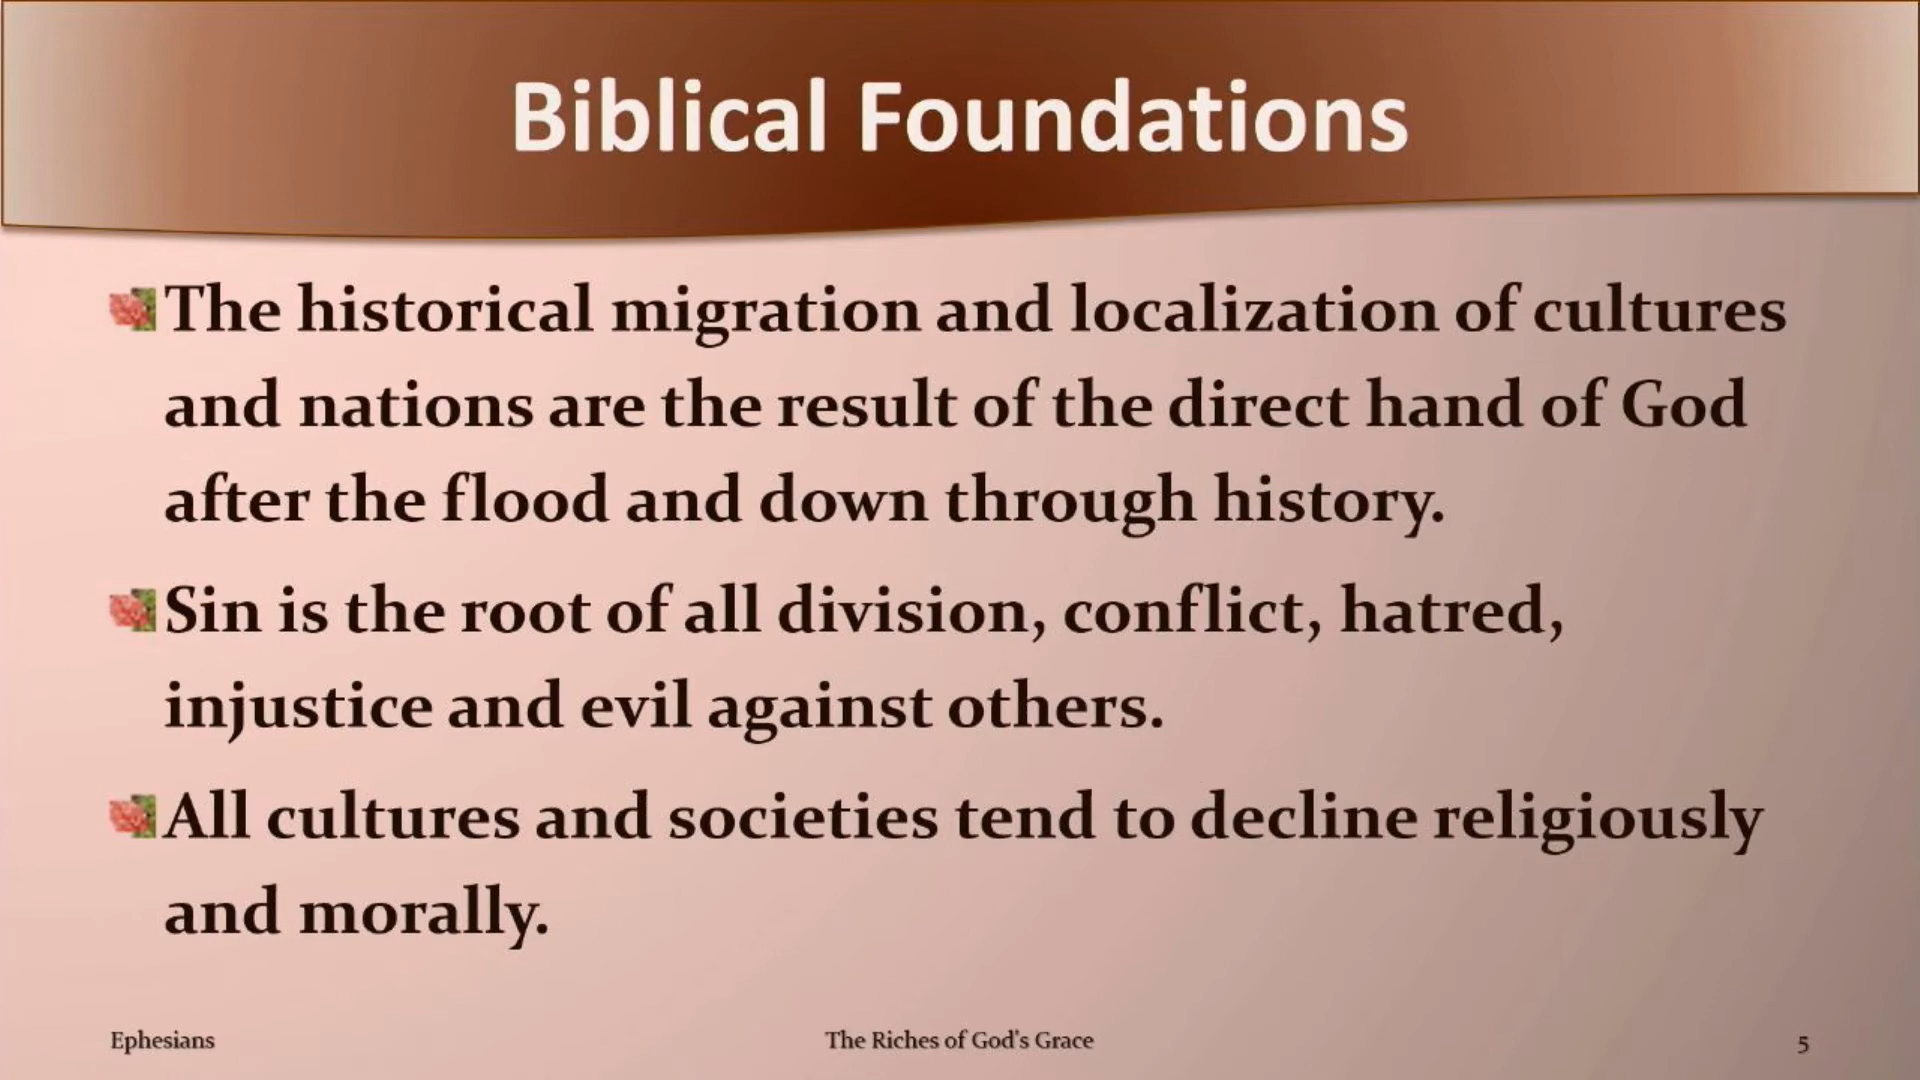 Biblical Foundations
The historical migration and localization of cultures
and nations are the result of the direct hand of God
after the flood and down through history.
Sin is the root of all division, conflict, hatred,
injustice and evil against others.
All cultures and societies tend to decline religiously
and morally.
Ephesians
The Riches of God's Grace
5